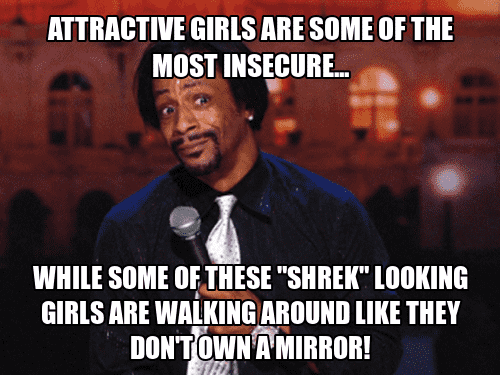 ATTRACTIVE GIRLS ARE SOME OF THE
MOST INSECURE...
WHILE SOME OF THESE "SHREK" LOOKING
GIRLS ARE WALKING AROUND LIKE THEY
DON'T OWN A MIRROR!